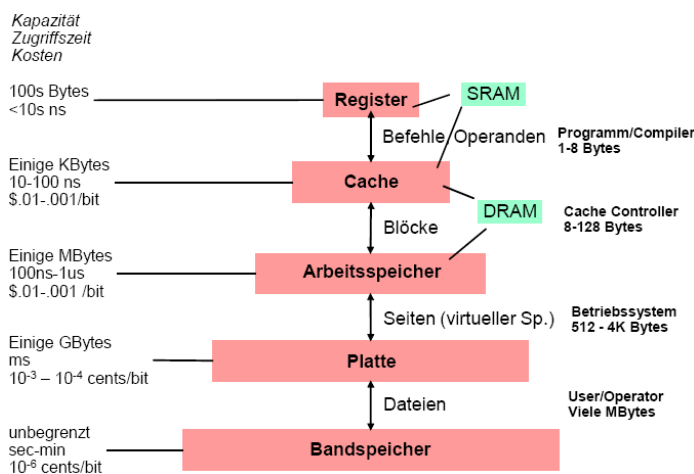 Kapazität
Zugriffszeit
Kosten
100s Bytes
<10s ns
Register
SRAM
Befehle, Operanden
Programm/Compiler
1-8 Bytes
Einige KBytes
10-100 ns
$.01-.001/bit
Cache
DRAM
Blöcke
Cache Controller
8-128 Bytes
Einige MBytes
100ns-1us
$.01-.001 /bit
Arbeitsspeicher
Seiten (virtueller Sp.)
Betriebssystem
512 - 4K Bytes
Einige GBytes
ms
10⁻³ – 10⁻⁴ cents/bit
Platte
Dateien
User/Operator
Viele MBytes
unbegrenzt
sec-min
10⁻⁶ cents/bit
Bandspeicher